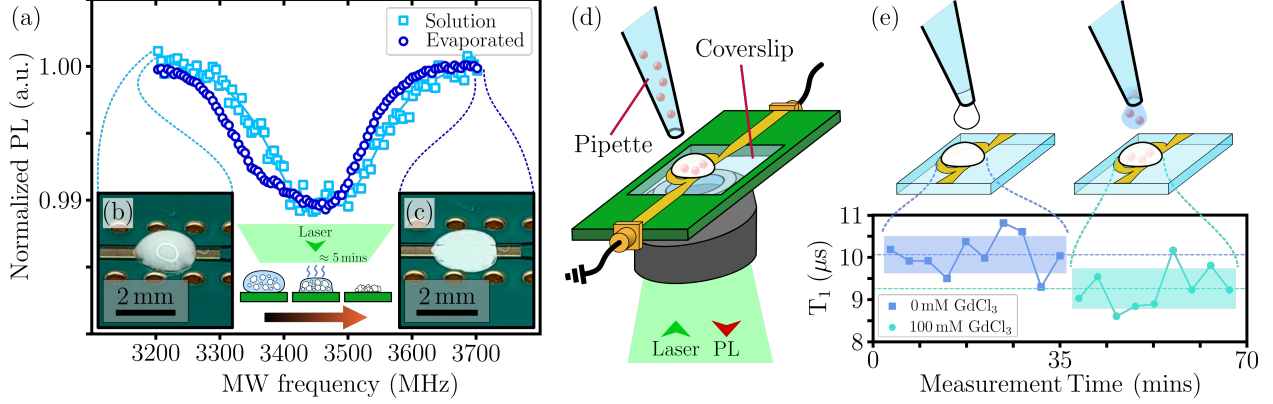 (a)
Solution
Evaporated
1.00
0.99
0.98
Normalized PL (a.u.)
3200 3300 3400 3500 3600 3700
MW frequency (MHz)
(b)
2 mm
Laser
≈ 5 mins
(c)
2 mm
(d)
Coverslip
Pipette
Laser PL
(e)
11
10
9
8
T₁ (μs)
0 mM GdCl₃
100 mM GdCl₃
0 35 70
Measurement Time (mins)